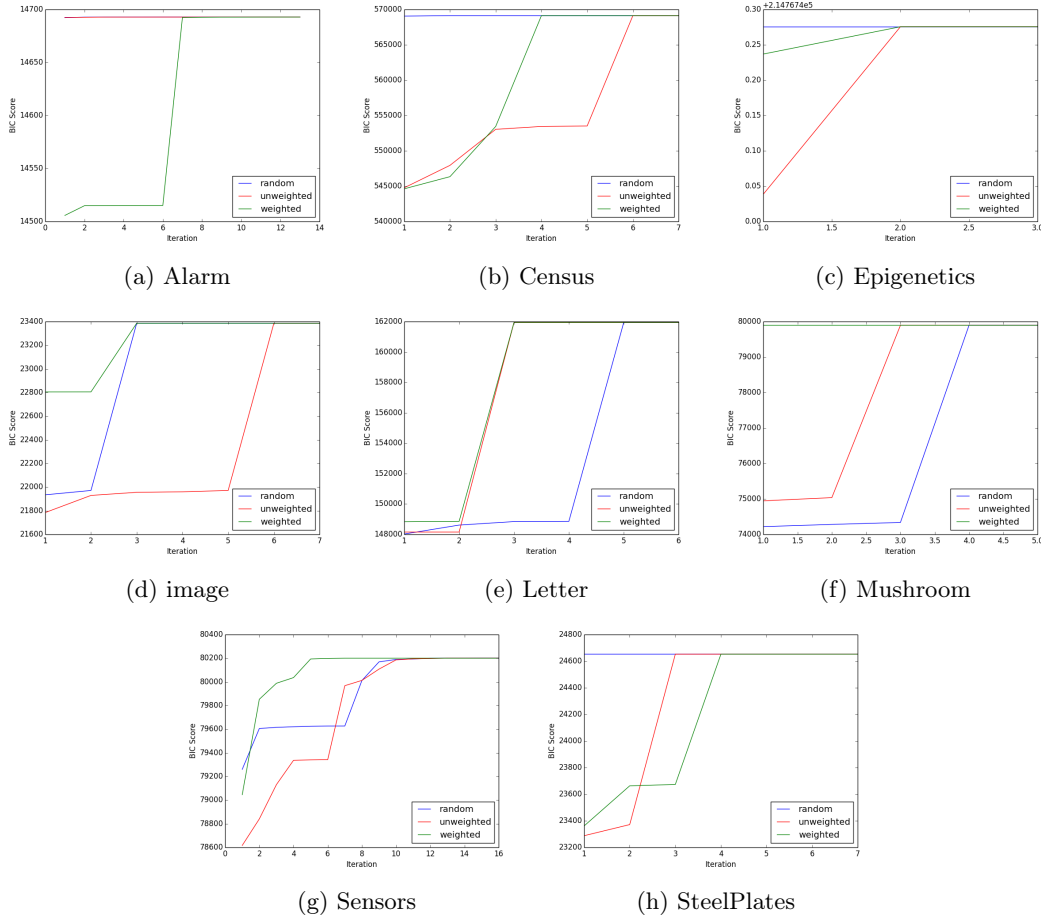 14700
14650
14600
14550
14500
BIC Score
0 2 4 6 8 10 12 14
Iteration
random
unweighted
weighted
(a) Alarm
570000
565000
560000
555000
550000
545000
540000
BIC Score
1 2 3 4 5 6 7
Iteration
random
unweighted
weighted
(b) Census
+2.147674e5
0.30
0.25
0.20
0.15
0.10
0.05
0.00
BIC Score
1.0 1.5 2.0 2.5 3.0
Iteration
random
unweighted
weighted
(c) Epigenetics
23400
23200
23000
22800
22600
22400
22200
22000
21800
21600
BIC Score
1 2 3 4 5 6 7
Iteration
random
unweighted
weighted
(d) image
162000
160000
158000
156000
154000
152000
150000
148000
BIC Score
1 2 3 4 5 6
Iteration
random
unweighted
weighted
(e) Letter
80000
79000
78000
77000
76000
75000
74000
BIC Score
1.0 1.5 2.0 2.5 3.0 3.5 4.0 4.5 5.0
Iteration
random
unweighted
weighted
(f) Mushroom
80400
80200
80000
79800
79600
79400
79200
79000
78800
78600
BIC Score
0 2 4 6 8 10 12 14 16
Iteration
random
unweighted
weighted
(g) Sensors
24800
24600
24400
24200
24000
23800
23600
23400
23200
BIC Score
1 2 3 4 5 6 7
Iteration
random
unweighted
weighted
(h) SteelPlates